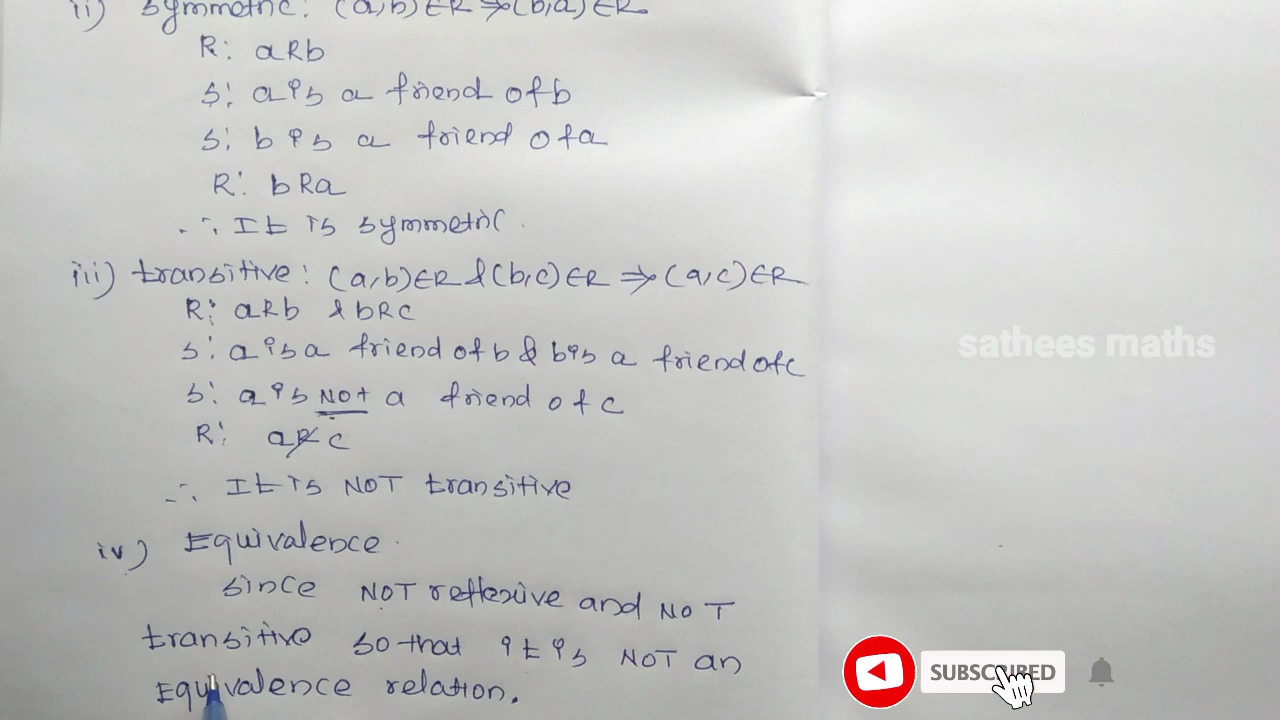 ii) Symmetric: (a,b)∈R ⇒ (b,a)∈R
R: aRb
S: a is a friend of b
S: b is a friend of a
R: bRa
∴ It is symmetric.
iii) transitive: (a,b)∈R & (b,c)∈R ⇒ (a,c)∈R
R: aRb & bRc
S: a is a friend of b & b is a friend of c
S: a is NOT a friend of c
R: aR̸c
∴ It is NOT transitive
iv) Equivalence.
since NOT reflexive and NOT
transitive so that it is NOT an
Equivalence relation.
sathees maths
SUBSCRIBED